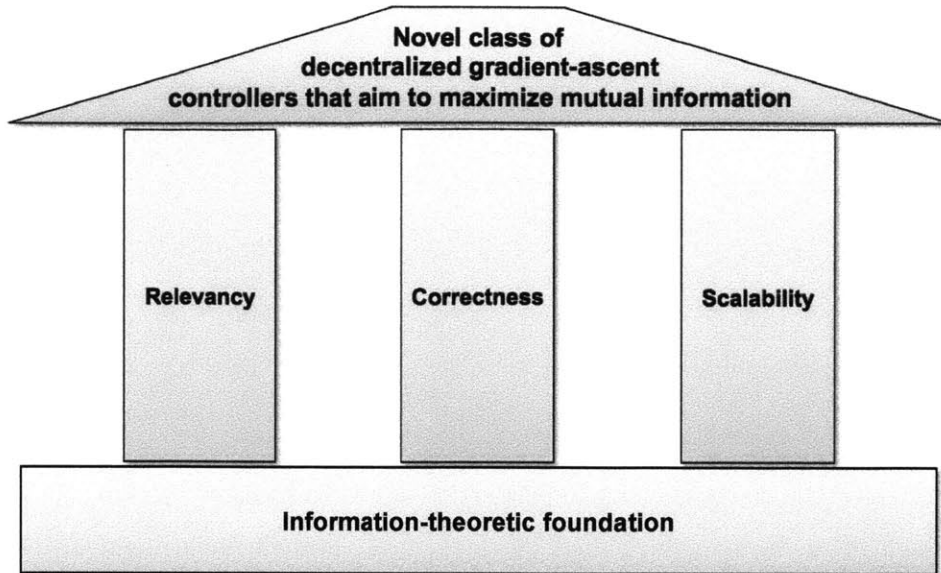 Novel class of
decentralized gradient-ascent
controllers that aim to maximize mutual information
Relevancy
Correctness
Scalability
Information-theoretic foundation